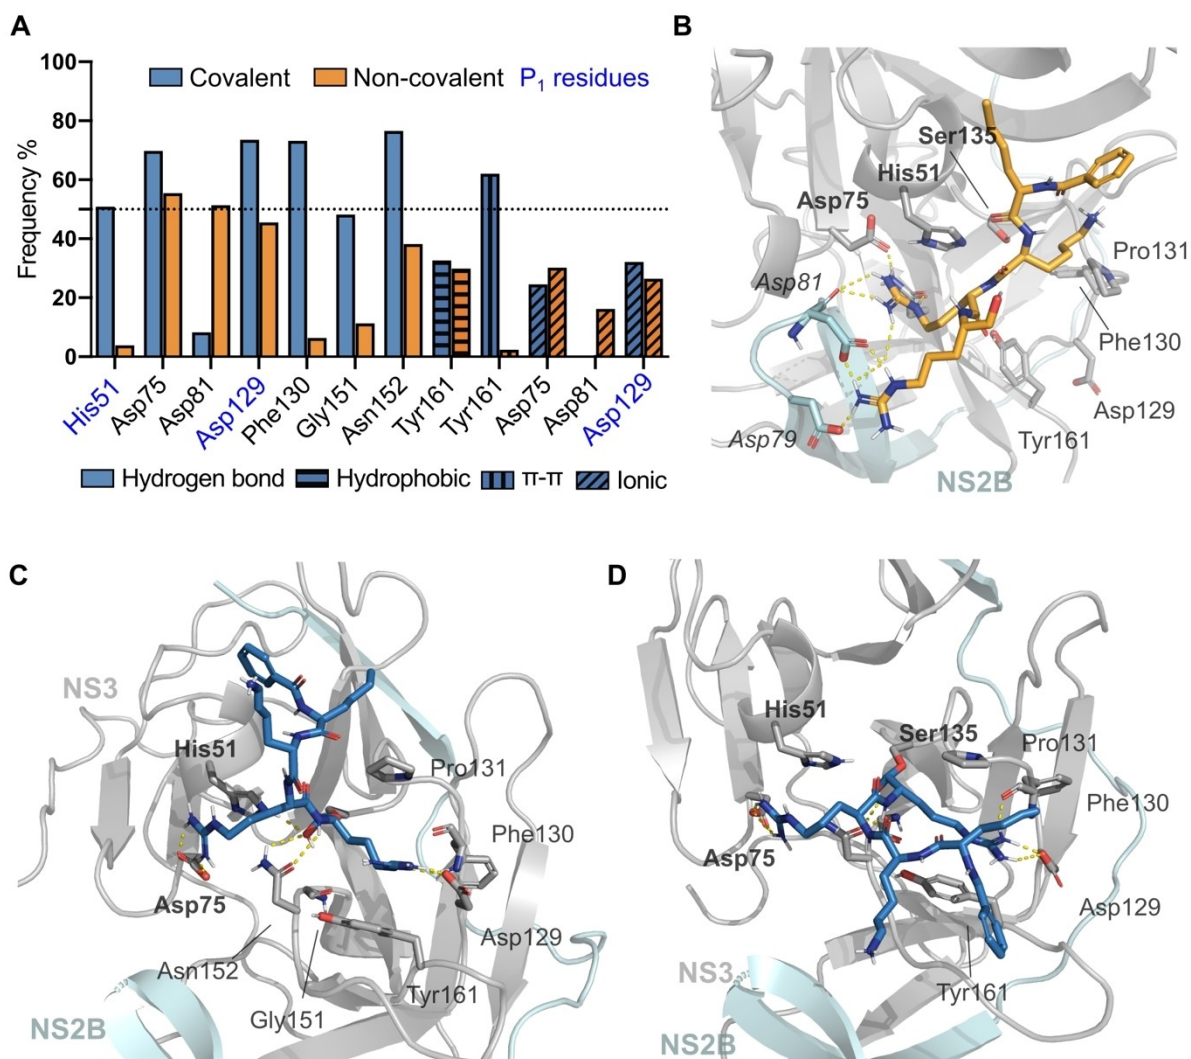 A
Frequency %
100
80
60
40
20
0
Covalent Non-covalent P₁ residues
His51 Asp75 Asp81 Asp129 Phe130 Gly151 Asn152 Tyr161 Tyr161 Asp75 Asp81 Asp129
Hydrogen bond Hydrophobic π-π Ionic
B
Ser135
His51
Asp75
Asp81
Pro131
Phe130
Asp129
Asp79
Tyr161
NS2B
C
NS3
His51
Pro131
Phe130
Asp75
Asp129
Asn152
Tyr161
Gly151
NS2B
D
His51
Ser135
Pro131
Phe130
Asp75
Asp129
NS3
Tyr161
NS2B